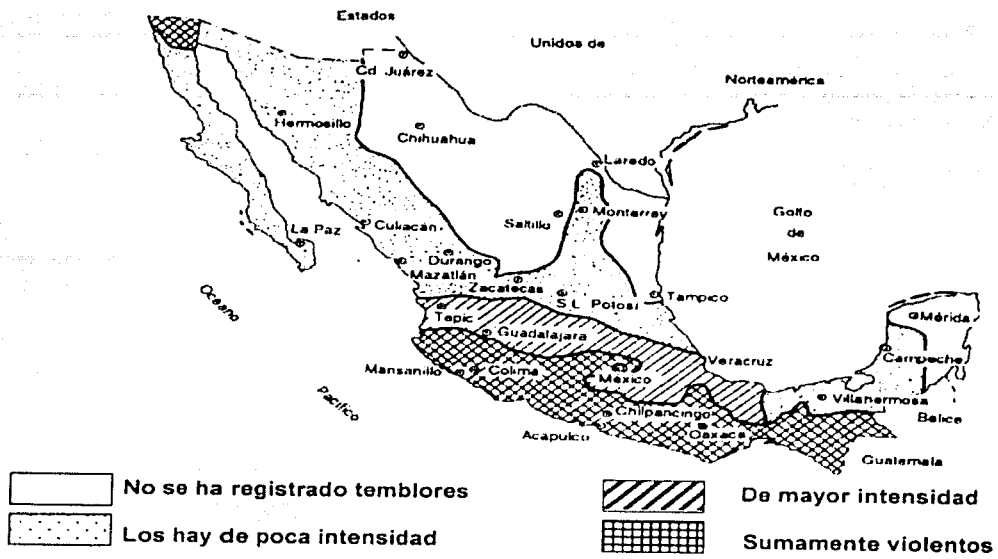 Estados
Unidos de
Norteamérica
Cd Juárez
Hermosillo
Chihuahua
Laredo
Saltillo
Monterrey
Golfo
de
México
La Paz
Cukacán
Durango
Mazatlán
Zacatecas
S.L. Potosí
Tampico
Oceano
Pacífico
Tepic
Guadalajara
Mérida
Campeche
Veracruz
Mansanillo
Colima
México
Villahermosa
Belice
Chilpancingo
Acapulco
Oaxaca
Guatemala
No se ha registrado temblores
De mayor intensidad
Los hay de poca intensidad
Sumamente violentos